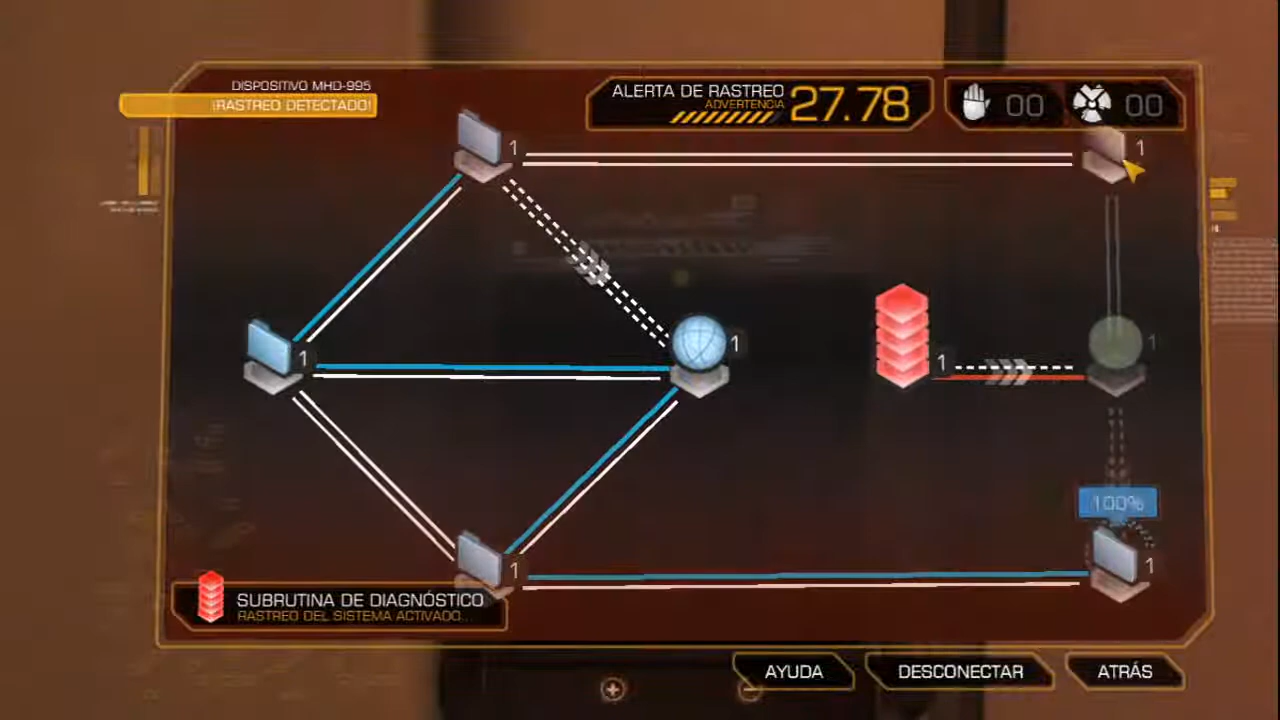 DISPOSITIVO MHD-995
¡RASTREO DETECTADO!
ALERTA DE RASTREO
ADVERTENCIA
27.78
00
00
1
1
1
1
1
1
100%
1
1
SUBRUTINA DE DIAGNÓSTICO
RASTREO DEL SISTEMA ACTIVADO...
AYUDA
DESCONECTAR
ATRÁS